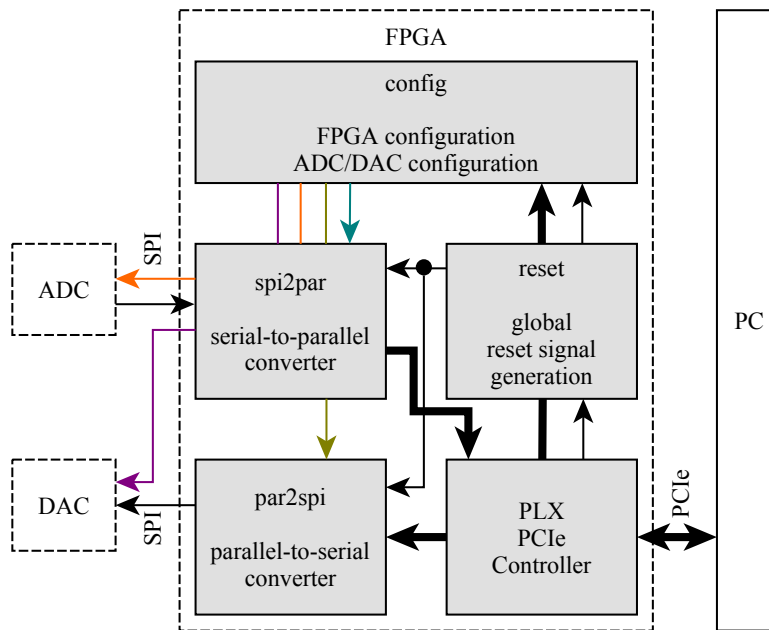 FPGA
config
FPGA configuration
ADC/DAC configuration
SPI
ADC
spi2par
serial-to-parallel
converter
reset
global
reset signal
generation
PC
DAC
SPI
par2spi
parallel-to-serial
converter
PLX
PCIe
Controller
PCIe